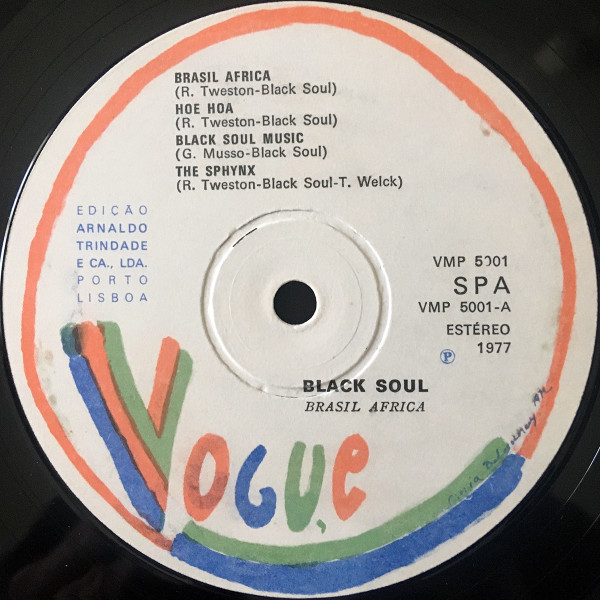 BRASIL AFRICA
(R. Tweston-Black Soul)
HOE HOA
(R. Tweston-Black Soul)
BLACK SOUL MUSIC
(G. Musso-Black Soul)
THE SPHYNX
(R. Tweston-Black Soul-T. Welck)
EDIÇÃO
ARNALDO
TRINDADE
E CA., LDA.
PORTO
LISBOA
VMP 5001
SPA
VMP 5001-A
ESTÉREO
Ⓟ 1977
BLACK SOUL
BRASIL AFRICA
VOGUE